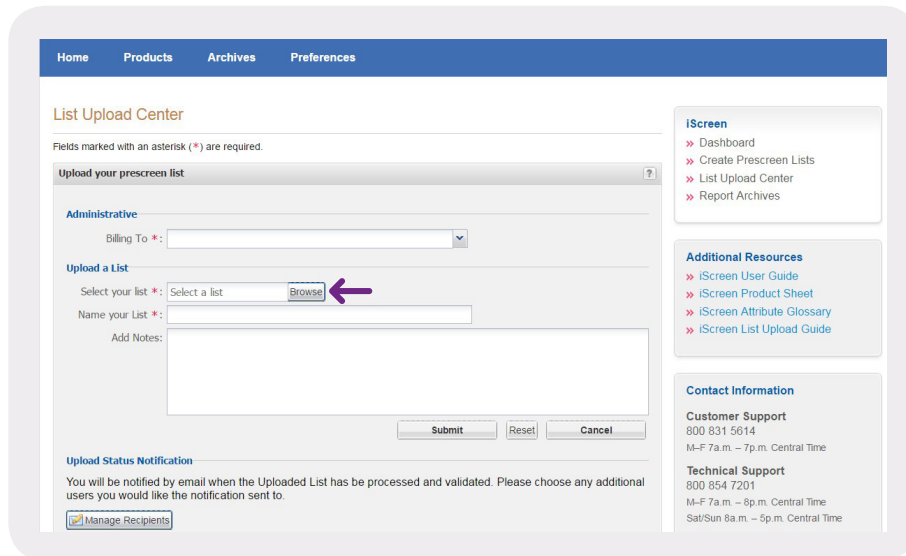 Home Products Archives Preferences
List Upload Center
Fields marked with an asterisk (*) are required.
Upload your prescreen list ?
Administrative
Billing To *:
Upload a List
Select your list *: Select a list Browse
Name your List *:
Add Notes:
Submit Reset Cancel
Upload Status Notification
You will be notified by email when the Uploaded List has be processed and validated. Please choose any additional
users you would like the notification sent to.
Manage Recipients
iScreen
» Dashboard
» Create Prescreen Lists
» List Upload Center
» Report Archives
Additional Resources
» iScreen User Guide
» iScreen Product Sheet
» iScreen Attribute Glossary
» iScreen List Upload Guide
Contact Information
Customer Support
800 831 5614
M–F 7a.m. – 7p.m. Central Time
Technical Support
800 854 7201
M–F 7a.m. – 8p.m. Central Time
Sat/Sun 8a.m. – 5p.m. Central Time